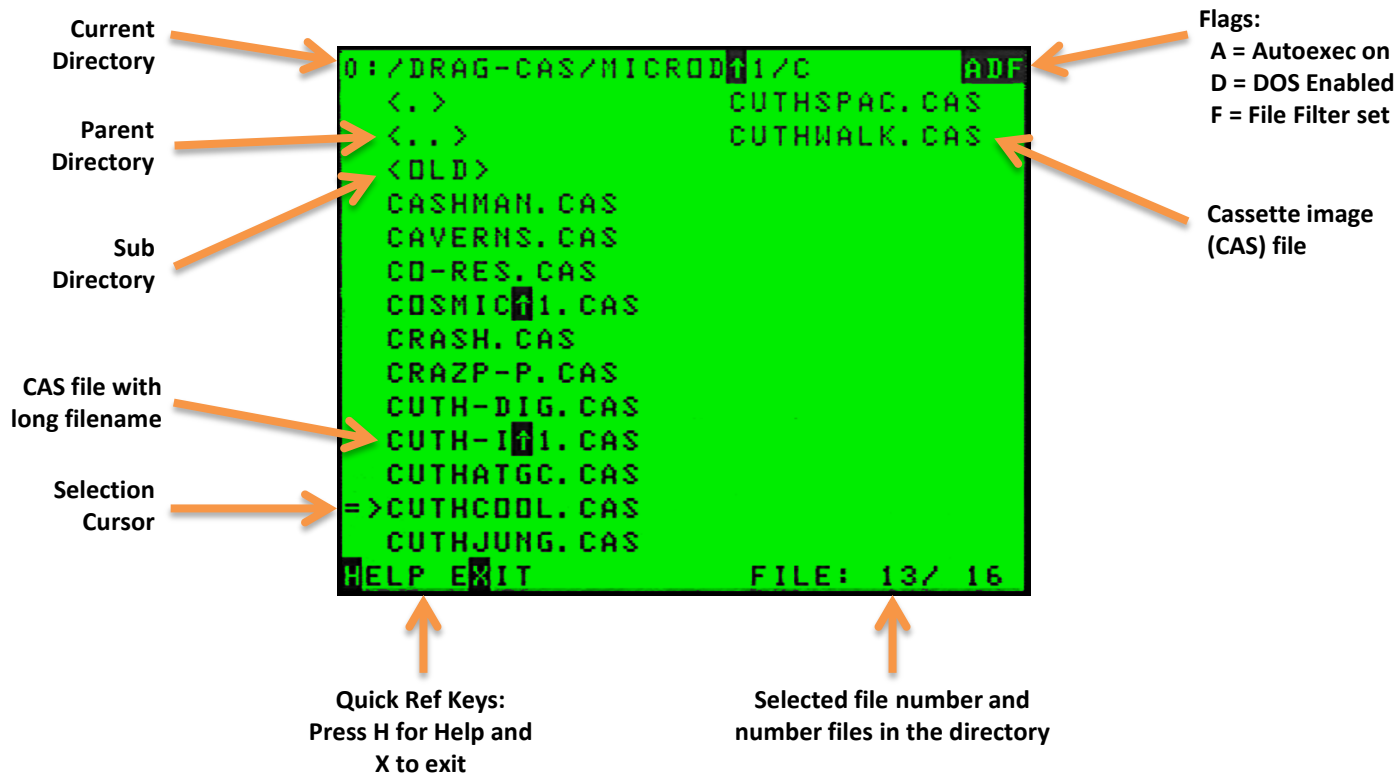 Current
Directory
Parent
Directory
Sub
Directory
CAS file with
long filename
Selection
Cursor
0:/DRAG-CAS/MICROD↑1/C ADF
<.> CUTHSPAC.CAS
<..> CUTHWALK.CAS
<OLD>
CASHMAN.CAS
CAVERNS.CAS
CO-RES.CAS
COSMIC↑1.CAS
CRASH.CAS
CRAZP-P.CAS
CUTH-DIG.CAS
CUTH-I↑1.CAS
CUTHATGC.CAS
=>CUTHCOOL.CAS
CUTHJUNG.CAS
HELP EXIT FILE: 13/ 16
Flags:
A = Autoexec on
D = DOS Enabled
F = File Filter set
Cassette image
(CAS) file
Quick Ref Keys:
Press H for Help and
X to exit
Selected file number and
number files in the directory